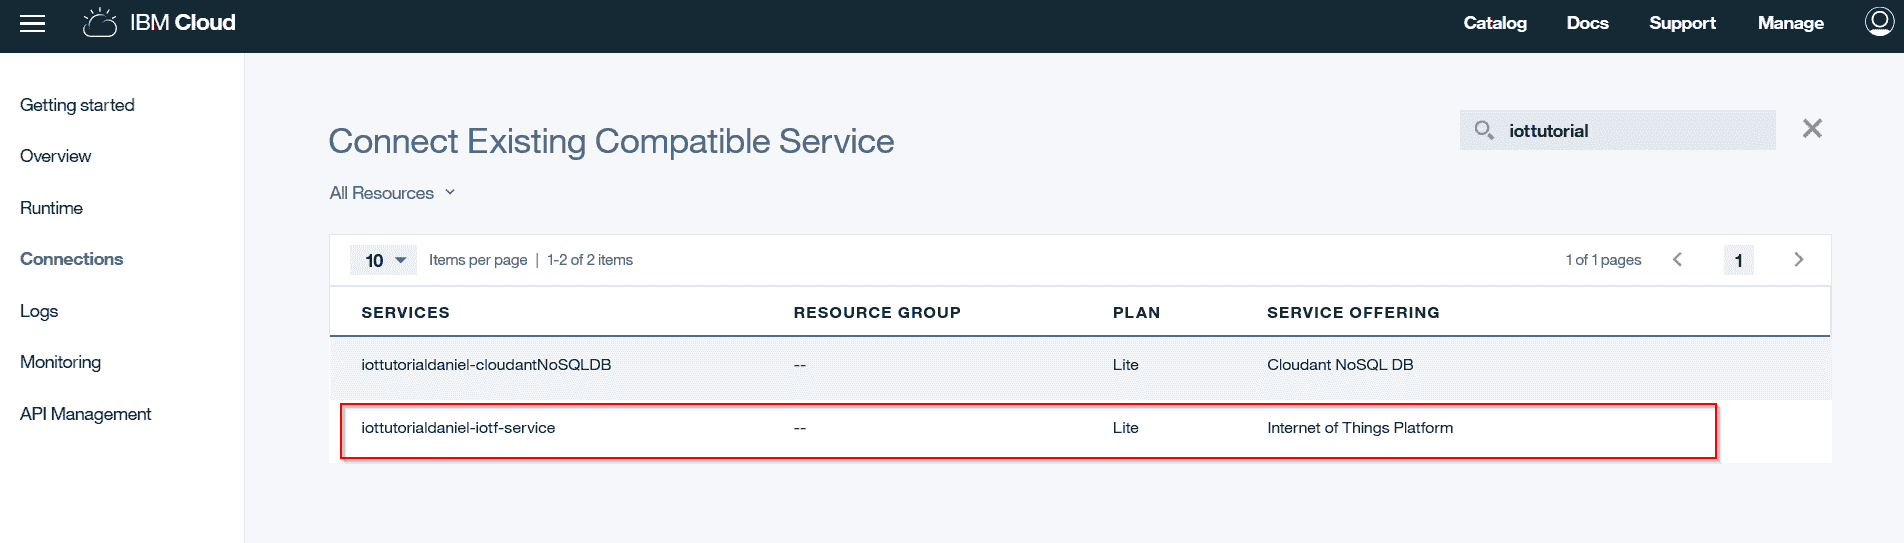 IBM Cloud
Catalog Docs Support Manage
Getting started
Overview
Runtime
Connections
Logs
Monitoring
API Management
Connect Existing Compatible Service
iottutorial
All Resources
10 Items per page | 1-2 of 2 items
1 of 1 pages 1
SERVICES RESOURCE GROUP PLAN SERVICE OFFERING
iottutorialdaniel-cloudantNoSQLDB -- Lite Cloudant NoSQL DB
iottutorialdaniel-iotf-service -- Lite Internet of Things Platform